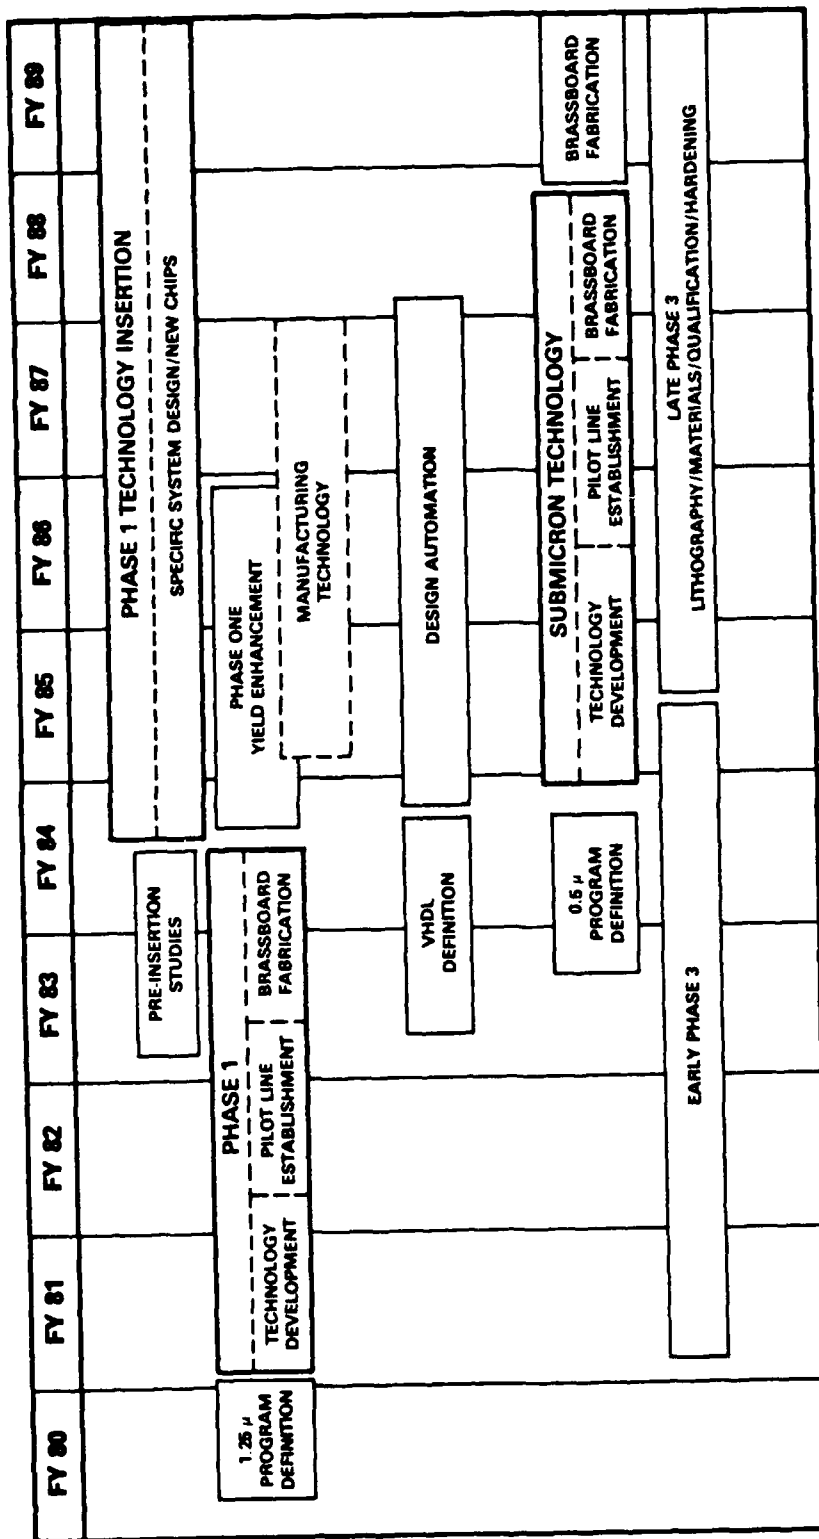 FY 80
FY 81
FY 82
FY 83
FY 84
FY 85
FY 86
FY 87
FY 88
FY 89
PHASE 1 TECHNOLOGY INSERTION
PRE-INSERTION
STUDIES
SPECIFIC SYSTEM DESIGN/NEW CHIPS
1.25 μ
PROGRAM
DEFINITION
PHASE 1
TECHNOLOGY
DEVELOPMENT
PILOT LINE
ESTABLISHMENT
BRASSBOARD
FABRICATION
PHASE ONE
YIELD ENHANCEMENT
MANUFACTURING
TECHNOLOGY
VHDL
DEFINITION
DESIGN AUTOMATION
0.5 μ
PROGRAM
DEFINITION
SUBMICRON TECHNOLOGY
TECHNOLOGY
DEVELOPMENT
PILOT LINE
ESTABLISHMENT
BRASSBOARD
FABRICATION
BRASSBOARD
FABRICATION
EARLY PHASE 3
LATE PHASE 3
LITHOGRAPHY/MATERIALS/QUALIFICATION/HARDENING